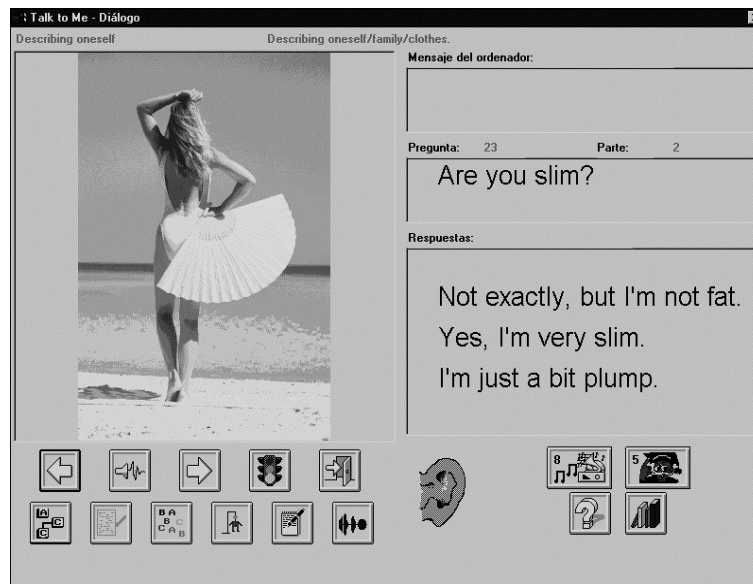 Talk to Me - Diálogo
Describing oneself
Describing oneself/family/clothes.
Mensaje del ordenador:
Pregunta: 23 Parte: 2
Are you slim?
Respuestas:
Not exactly, but I'm not fat.
Yes, I'm very slim.
I'm just a bit plump.
8
5
A
C
C
B A
B C
C A B